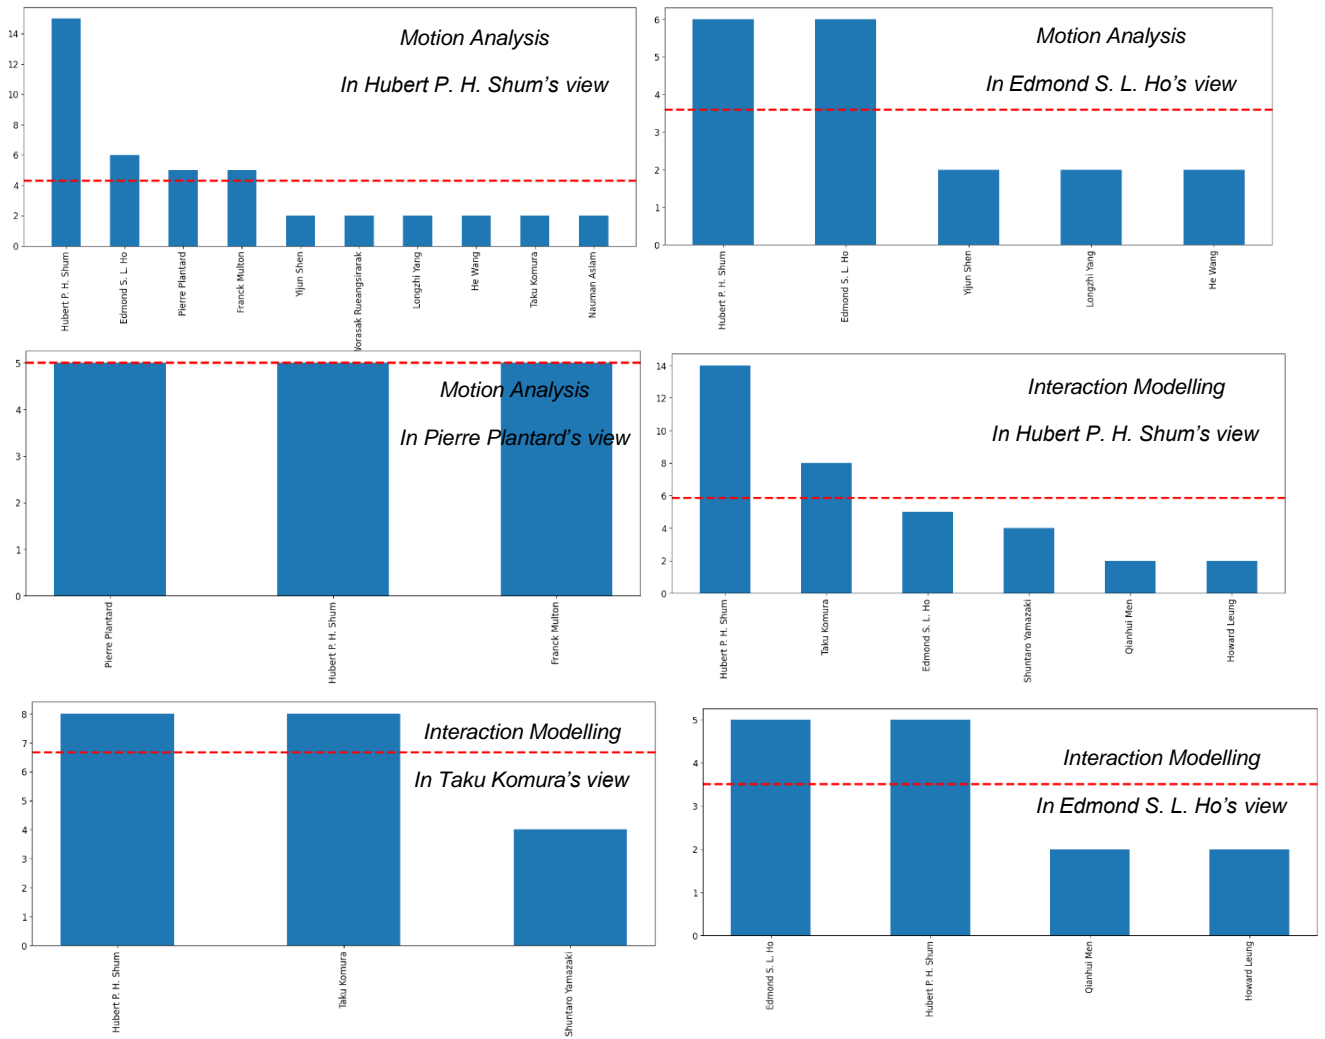 Motion Analysis
In Hubert P. H. Shum's view
14
12
10
8
6
4
2
0
Hubert P. H. Shum
Edmond S. L. Ho
Pierre Plantard
Franck Multon
Yijun Shen
Worasak Rueangsirarak
Longzhi Yang
He Wang
Taku Komura
Nauman Aslam
Motion Analysis
In Edmond S. L. Ho's view
6
5
4
3
2
1
0
Hubert P. H. Shum
Edmond S. L. Ho
Yijun Shen
Longzhi Yang
He Wang
Motion Analysis
In Pierre Plantard's view
5
4
3
2
1
0
Pierre Plantard
Hubert P. H. Shum
Franck Multon
Interaction Modelling
In Hubert P. H. Shum's view
14
12
10
8
6
4
2
0
Hubert P. H. Shum
Taku Komura
Edmond S. L. Ho
Shuntaro Yamazaki
Qianhui Men
Howard Leung
Interaction Modelling
In Taku Komura's view
8
7
6
5
4
3
2
1
0
Hubert P. H. Shum
Taku Komura
Shuntaro Yamazaki
Interaction Modelling
In Edmond S. L. Ho's view
5
4
3
2
1
0
Edmond S. L. Ho
Hubert P. H. Shum
Qianhui Men
Howard Leung